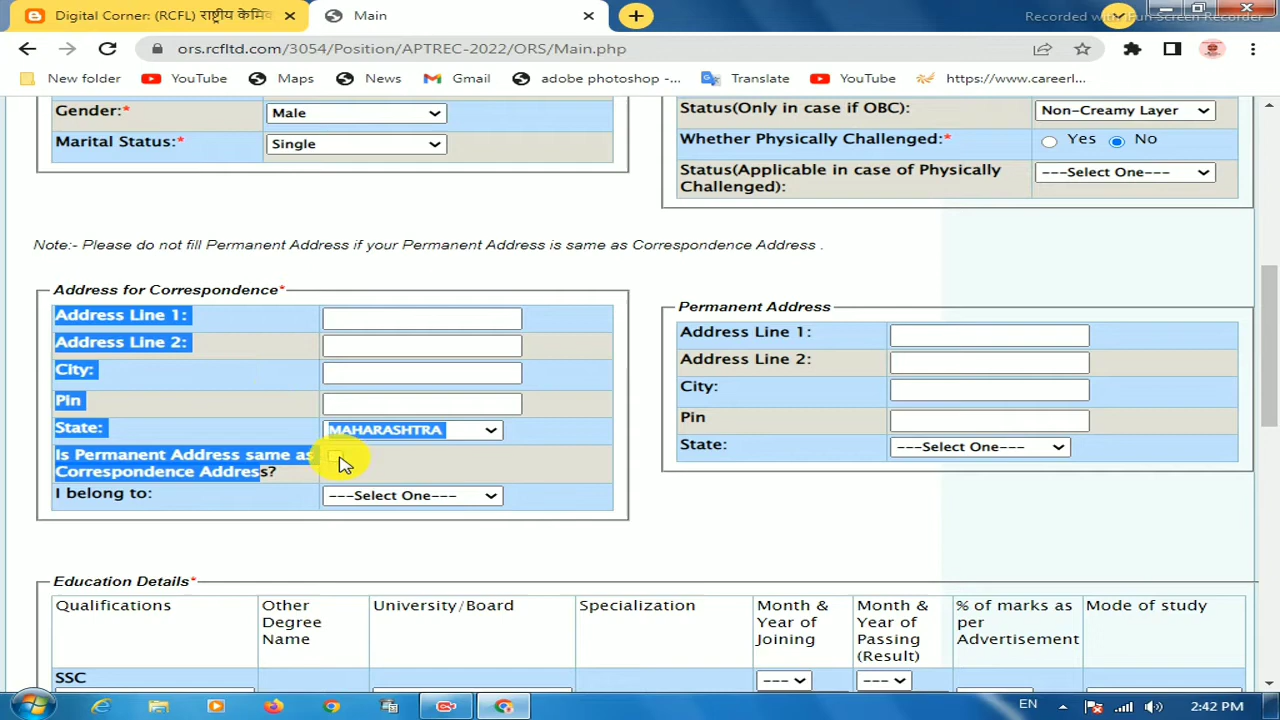 Digital Corner: (RCFL) राष्ट्रीय केमिव
Main
Recorded with iFun Screen Recorder
ors.rcfltd.com/3054/Position/APTREC-2022/ORS/Main.php
New folder
YouTube
Maps
News
Gmail
adobe photoshop -...
Translate
YouTube
https://www.careerl...
Gender:*
Male
Marital Status:*
Single
Status(Only in case if OBC):
Non-Creamy Layer
Whether Physically Challenged:*
Yes
No
Status(Applicable in case of Physically
Challenged):
---Select One---
Note:- Please do not fill Permanent Address if your Permanent Address is same as Correspondence Address .
Address for Correspondence*
Address Line 1:
Address Line 2:
City:
Pin
State:
MAHARASHTRA
Is Permanent Address same as
Correspondence Address?
I belong to:
---Select One---
Permanent Address
Address Line 1:
Address Line 2:
City:
Pin
State:
---Select One---
Education Details*
Qualifications
Other
Degree
Name
University/Board
Specialization
Month &
Year of
Joining
Month &
Year of
Passing
(Result)
% of marks as
per
Advertisement
Mode of study
SSC
---
---
EN
2:42 PM